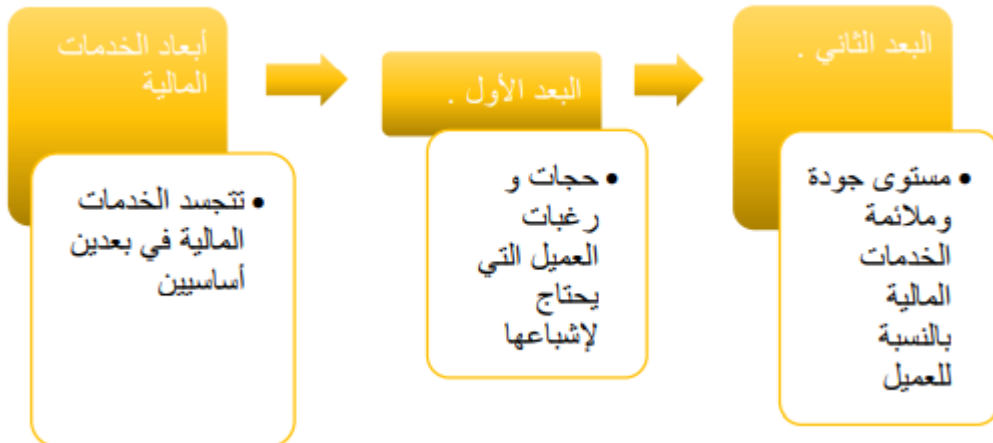 أبعاد الخدمات
المالية
• تتجسد الخدمات
المالية في بعدين
أساسيين
البعد الأول .
• حجات و
رغبات
العميل التي
يحتاج
لإشباعها
البعد الثاني .
• مستوى جودة
وملائمة
الخدمات
المالية
بالنسبة
للعميل